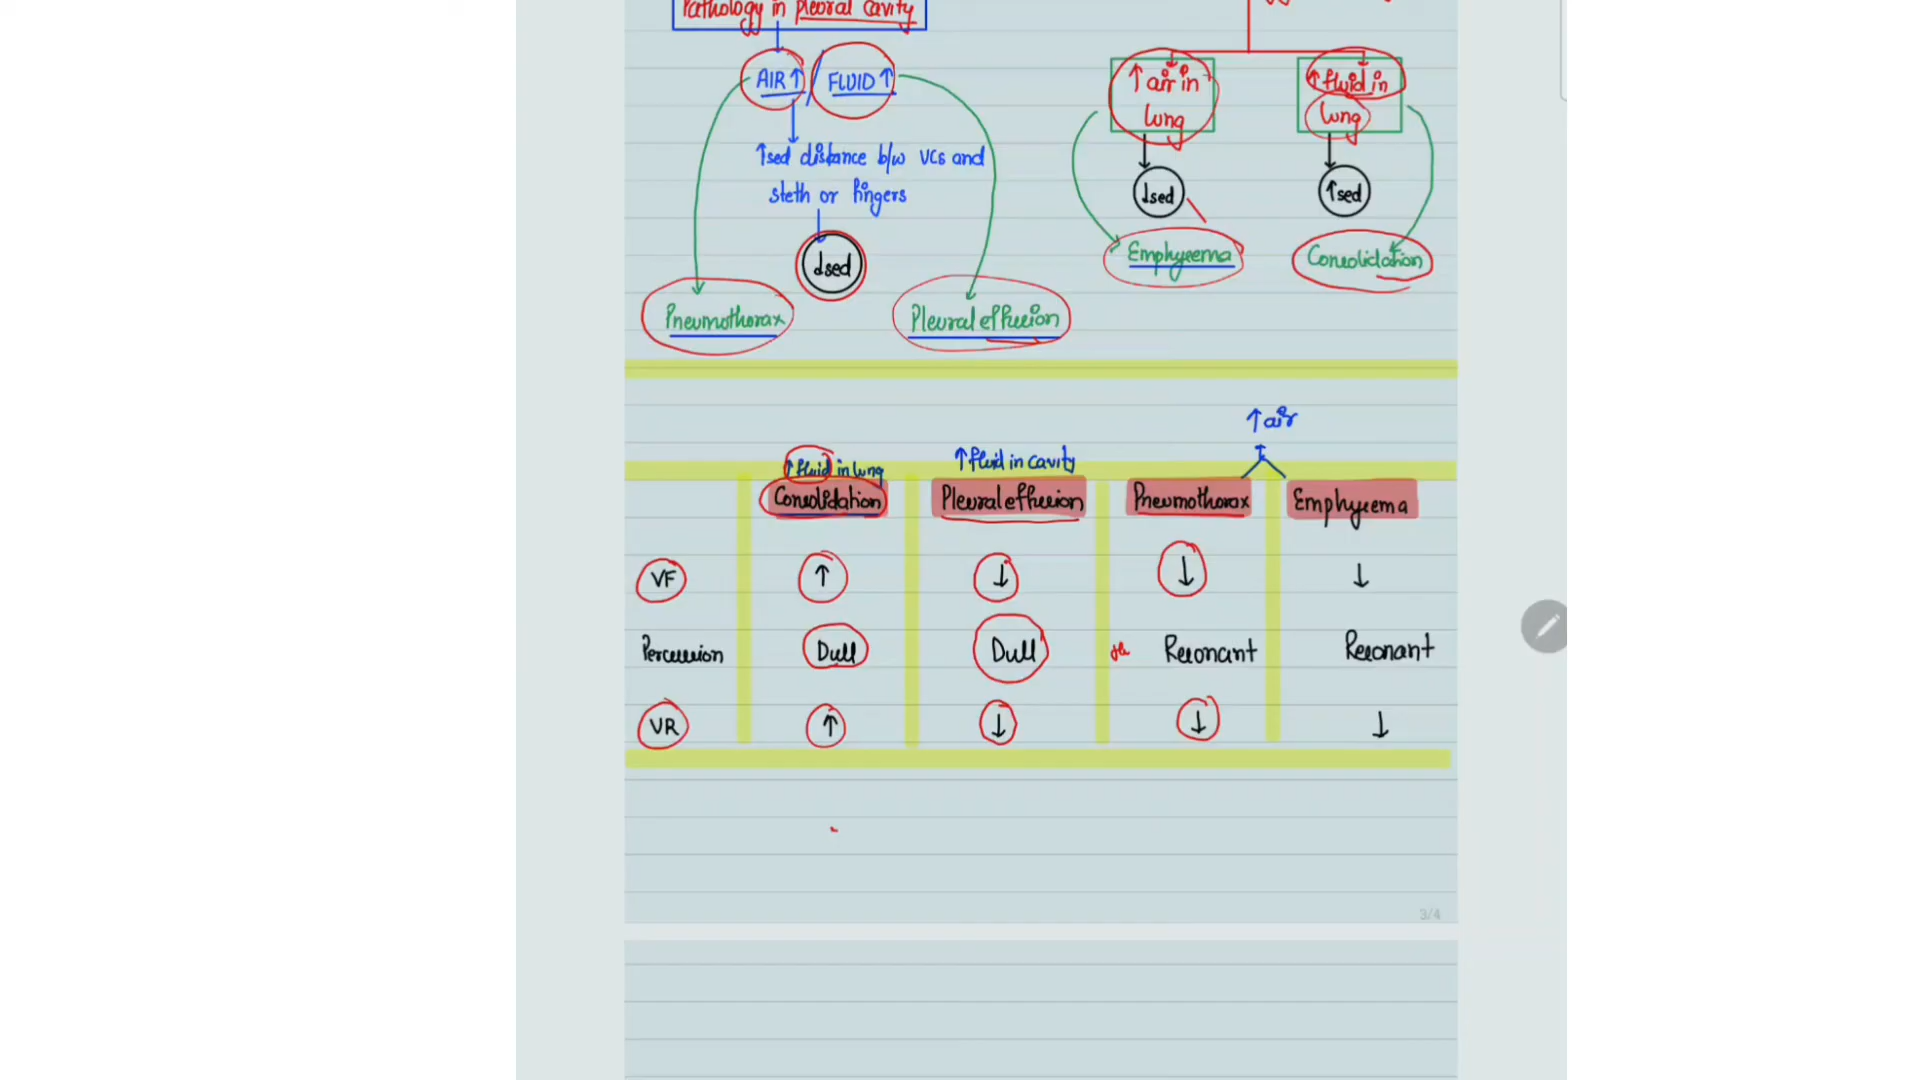 Pathology in pleural cavity
AIR↑ / FLUID↑
↑sed distance b/w VCs and
steth or fingers
↓sed
Pneumothorax
Pleural effusion
↑ air in
lung
↓sed
Emphysema
↑ fluid in
lung
↑sed
Consolidation
↑ air
↑ fluid in lung
↑ fluid in cavity
Consolidation Pleural effusion Pneumothorax Emphysema
VF ↑ ↓ ↓ ↓
Percussion Dull Dull Resonant Resonant
VR ↑ ↓ ↓ ↓
3/4